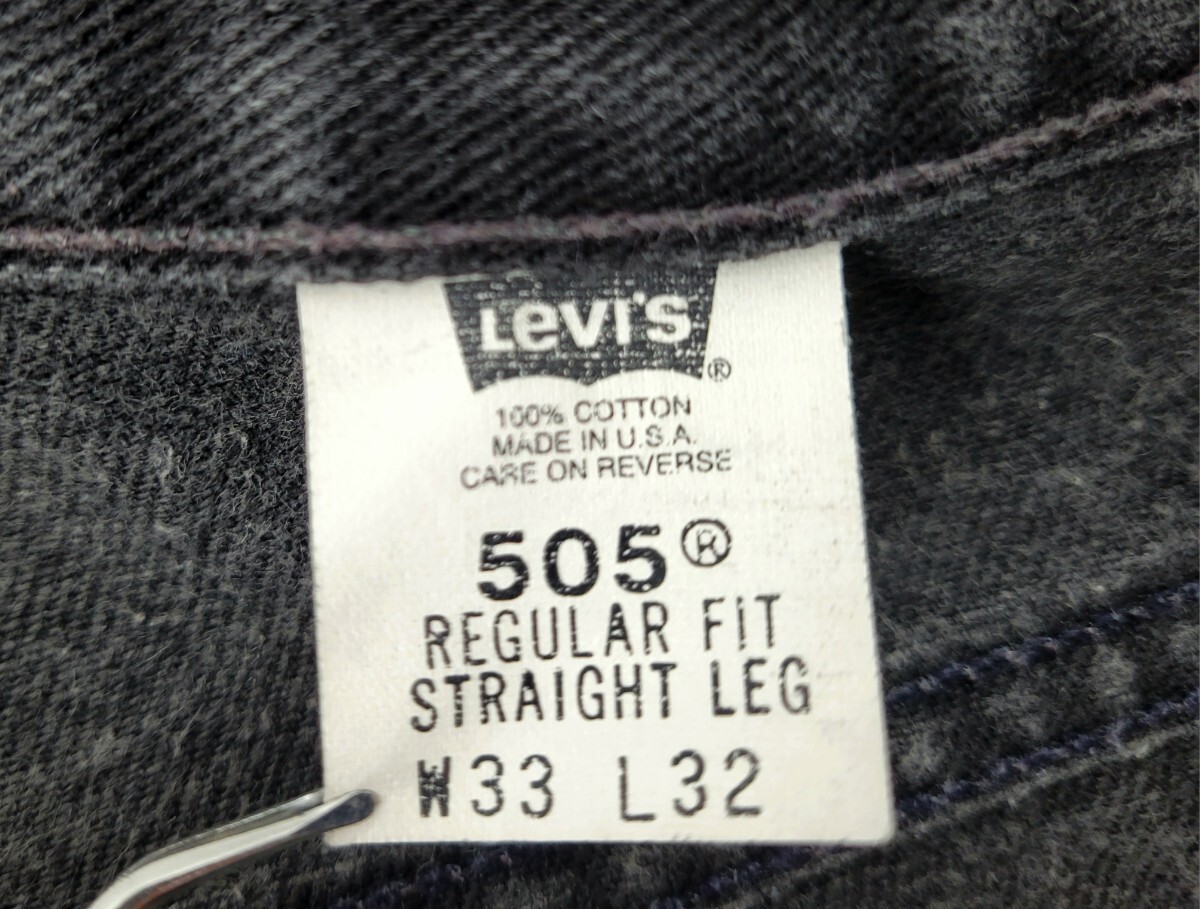 Levi's ®
100% COTTON
MADE IN U.S.A.
CARE ON REVERSE
505®
REGULAR FIT
STRAIGHT LEG
W33 L32